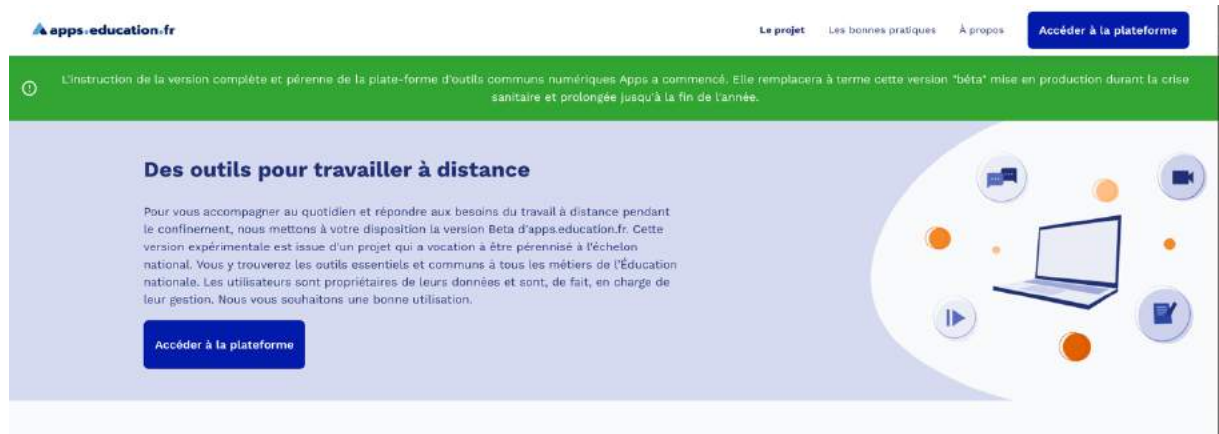 apps.education.fr
Le projet Les bonnes pratiques À propos Accéder à la plateforme
L'instruction de la version complète et pérenne de la plate-forme d'outils communs numériques Apps a commencé. Elle remplacera à terme cette version "bêta" mise en production durant la crise
sanitaire et prolongée jusqu'à la fin de l'année.
Des outils pour travailler à distance
Pour vous accompagner au quotidien et répondre aux besoins du travail à distance pendant
le confinement, nous mettons à votre disposition la version Beta d'apps.education.fr. Cette
version expérimentale est issue d'un projet qui a vocation à être pérennisé à l'échelon
national. Vous y trouverez les outils essentiels et communs à tous les métiers de l'Éducation
nationale. Les utilisateurs sont propriétaires de leurs données et sont, de fait, en charge de
leur gestion. Nous vous souhaitons une bonne utilisation.
Accéder à la plateforme